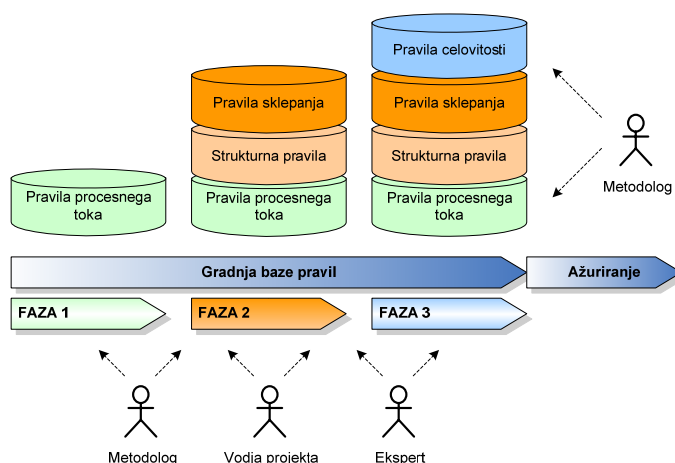 Pravila celovitosti
Pravila sklepanja
Pravila sklepanja
Strukturna pravila
Strukturna pravila
Metodolog
Pravila procesnega
toka
Pravila procesnega
toka
Pravila procesnega
toka
Gradnja baze pravil
Ažuriranje
FAZA 1
FAZA 2
FAZA 3
Metodolog
Vodja projekta
Ekspert